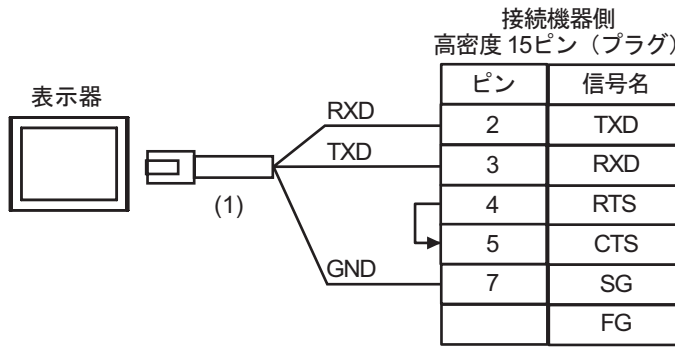 接続機器側
高密度 15ピン（プラグ）
表示器
ピン 信号名
RXD 2 TXD
TXD 3 RXD
(1)
4 RTS
5 CTS
GND 7 SG
FG